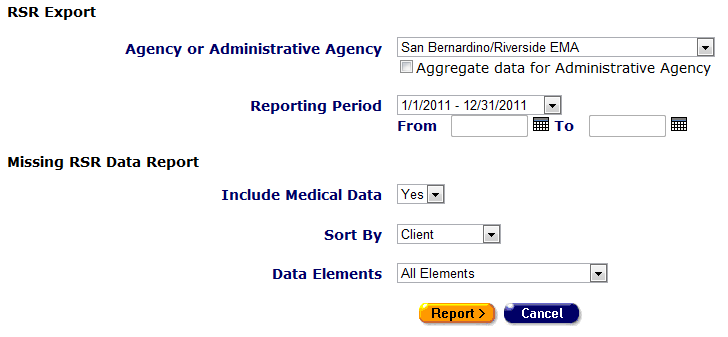 RSR Export
Agency or Administrative Agency San Bernardino/Riverside EMA
Aggregate data for Administrative Agency
Reporting Period 1/1/2011 - 12/31/2011
From To
Missing RSR Data Report
Include Medical Data Yes
Sort By Client
Data Elements All Elements
Report > Cancel